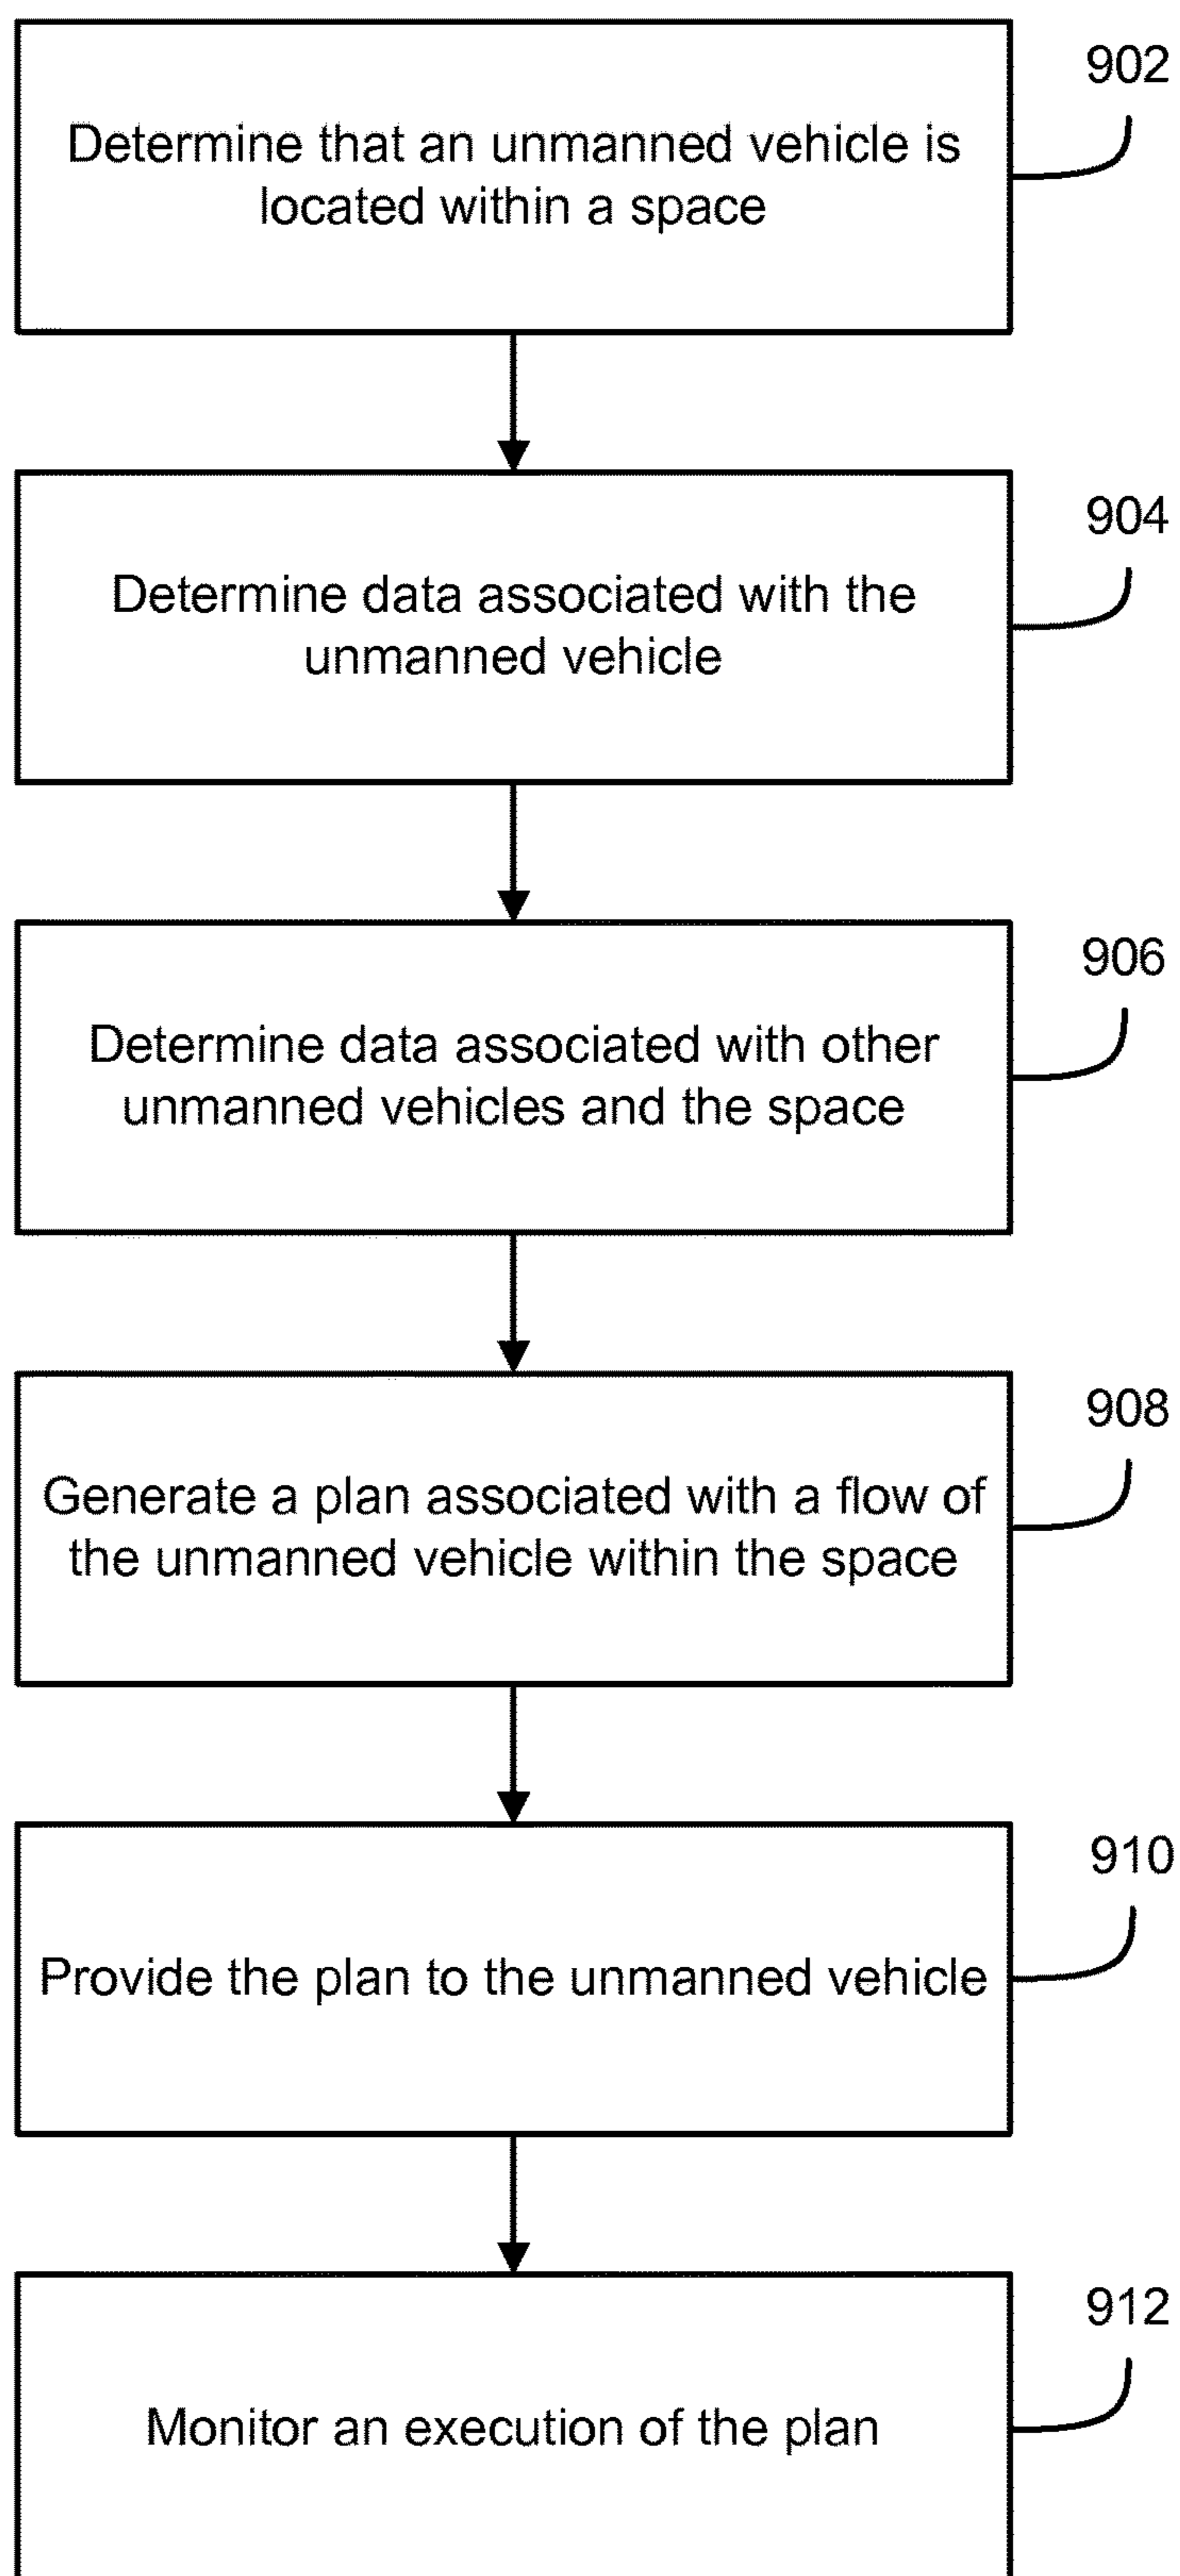 902
Determine that an unmanned vehicle is
located within a space
904
Determine data associated with the
unmanned vehicle
906
Determine data associated with other
unmanned vehicles and the space
908
Generate a plan associated with a flow of
the unmanned vehicle within the space
910
Provide the plan to the unmanned vehicle
912
Monitor an execution of the plan